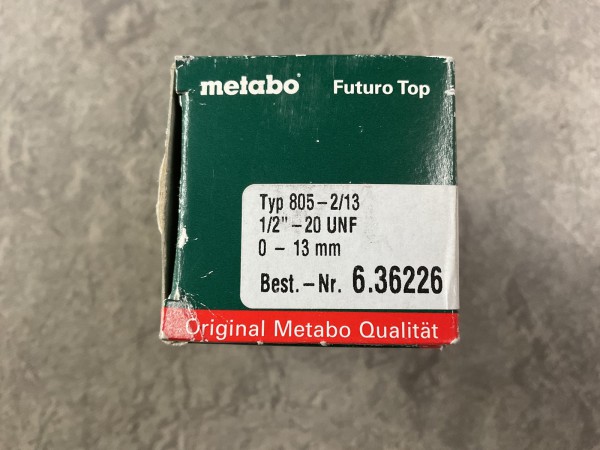 metabo Futuro Top
Typ 805-2/13
1/2" - 20 UNF
0 - 13 mm
Best.-Nr. 6.36226
Original Metabo Qualität